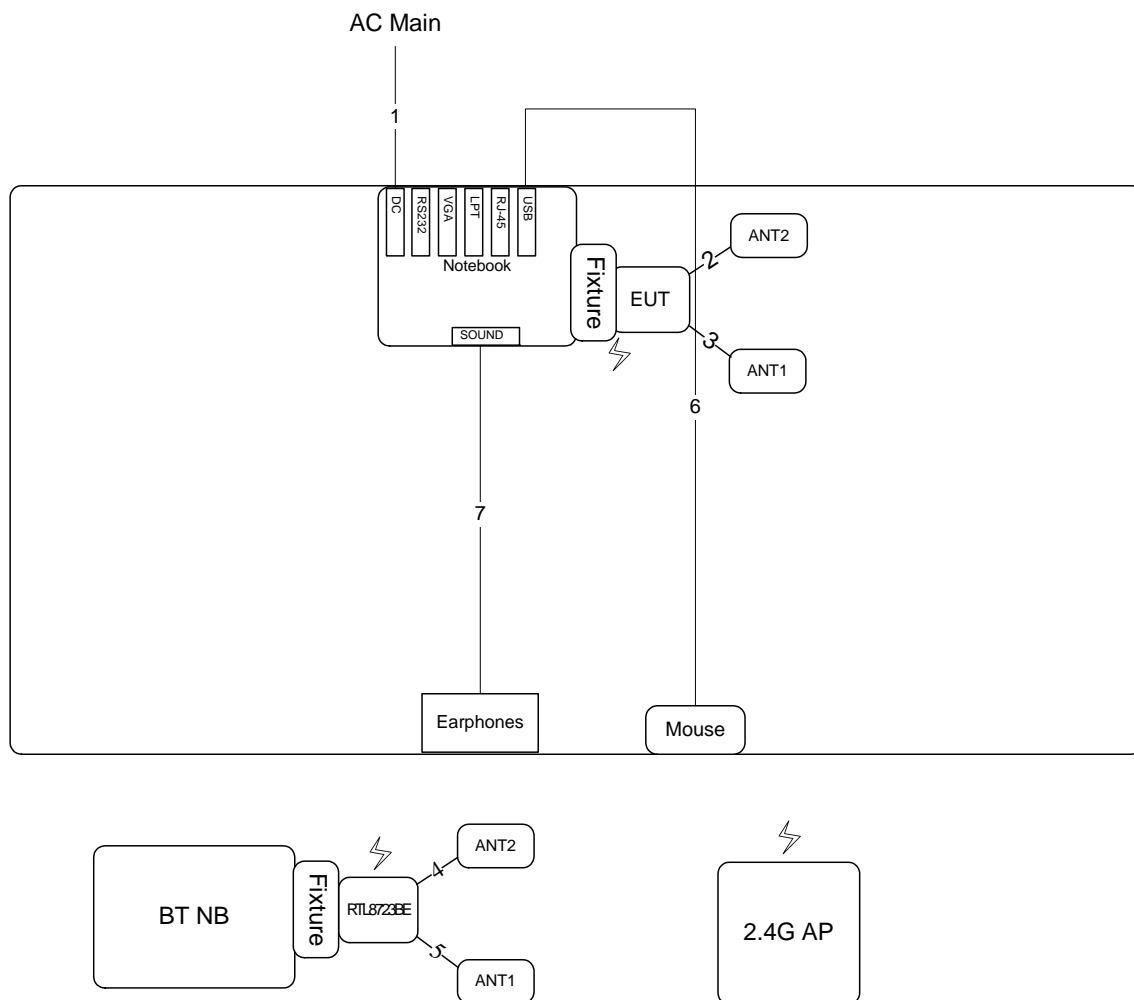 AC Main
1
DC
RS232
VGA
LPT
RJ-45
USB
Notebook
SOUND
Fixture
EUT
2
ANT2
3
ANT1
6
7
Earphones
Mouse
BT NB
Fixture
RTL8723BE
4
ANT2
5
ANT1
2.4G AP